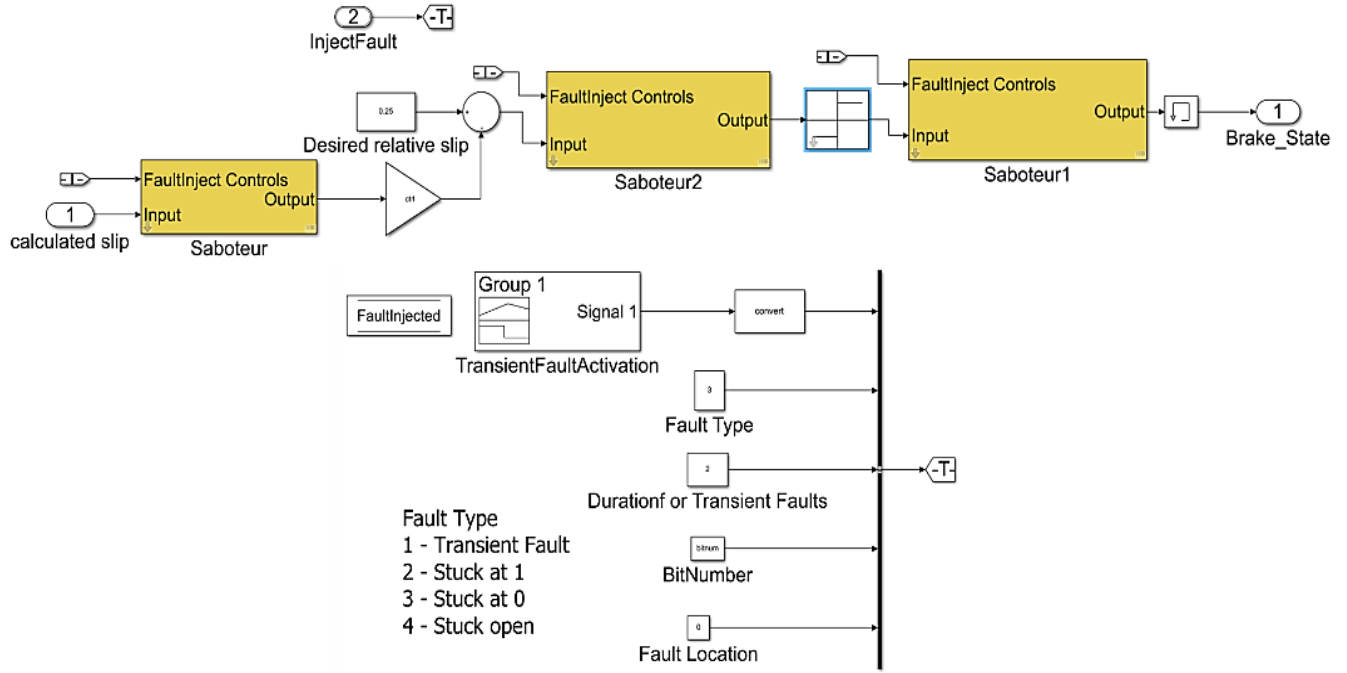 2
-T-
InjectFault
FaultInject Controls
Input
Output
Saboteur2
FaultInject Controls
Input
Output
Saboteur1
1
Brake_State
0.25
Desired relative slip
FaultInject Controls
Input
Output
Saboteur
1
calculated slip
ctrl
FaultInjected
Group 1
Signal 1
TransientFaultActivation
convert
3
Fault Type
2
Durationf or Transient Faults
-T-
bitnum
BitNumber
0
Fault Location
Fault Type
1 - Transient Fault
2 - Stuck at 1
3 - Stuck at 0
4 - Stuck open